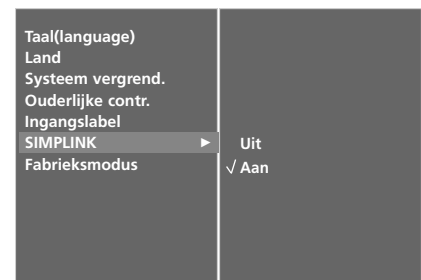 Taal(language)
Land
Systeem vergrend.
Ouderlijke contr.
Ingangslabel
SIMPLINK ►
Fabrieksmodus
Uit
√ Aan